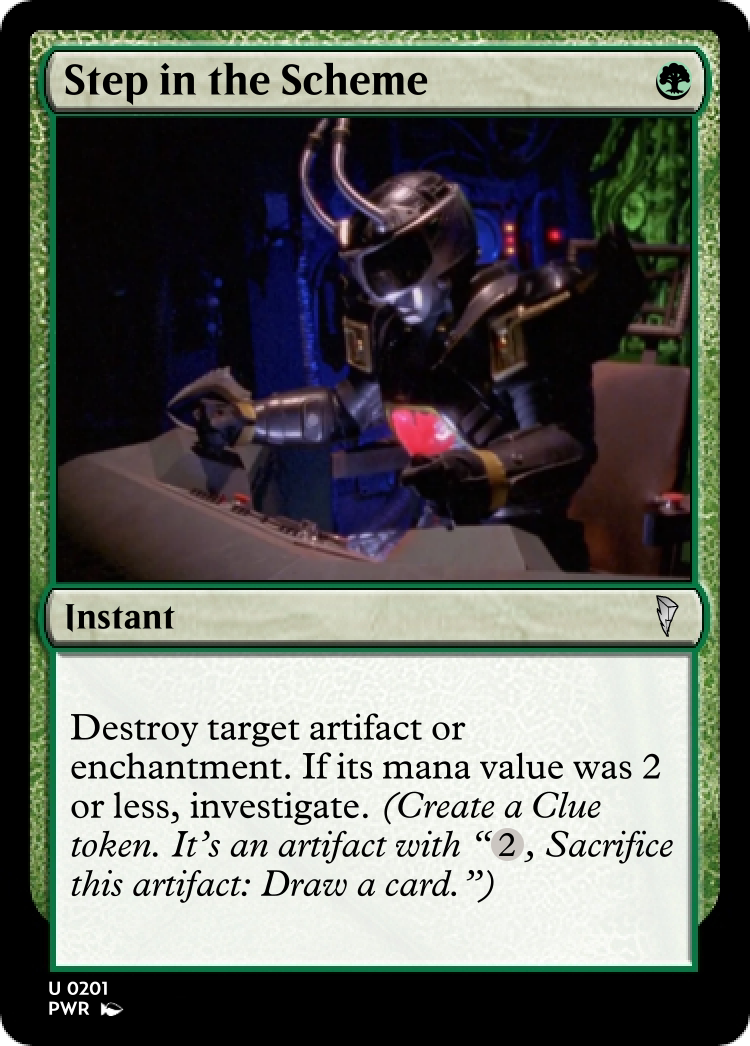 Step in the Scheme
Instant
Destroy target artifact or
enchantment. If its mana value was 2
or less, investigate. (Create a Clue
token. It's an artifact with “2, Sacrifice
this artifact: Draw a card.”)
U 0201
PWR